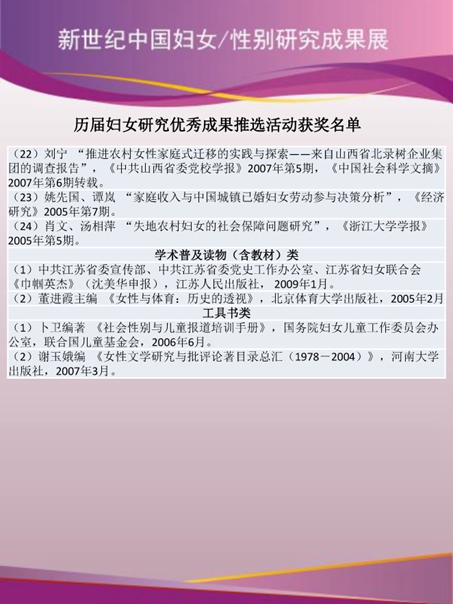 新世纪中国妇女/性别研究成果展
历届妇女研究优秀成果推选活动获奖名单
（22）刘宁 “推进农村女性家庭式迁移的实践与探索——来自山西省北录树企业集
团的调查报告”，《中共山西省委党校学报》2007年第5期，《中国社会科学文摘》
2007年第6期转载。
（23）姚先国、谭岚 “家庭收入与中国城镇已婚妇女劳动参与决策分析”，《经济
研究》2005年第7期。
（24）肖文、汤相萍 “失地农村妇女的社会保障问题研究”，《浙江大学学报》
2005年第5期。
学术普及读物（含教材）类
（1）中共江苏省委宣传部、中共江苏省委党史工作办公室、江苏省妇女联合会
《巾帼英杰》（沈美华申报），江苏人民出版社， 2009年1月。
（2）董进霞主编 《女性与体育：历史的透视》，北京体育大学出版社，2005年2月
工具书类
（1）卜卫编著 《社会性别与儿童报道培训手册》，国务院妇女儿童工作委员会办
公室，联合国儿童基金会，2006年6月。
（2）谢玉娥编 《女性文学研究与批评论著目录总汇（1978－2004）》，河南大学
出版社，2007年3月。